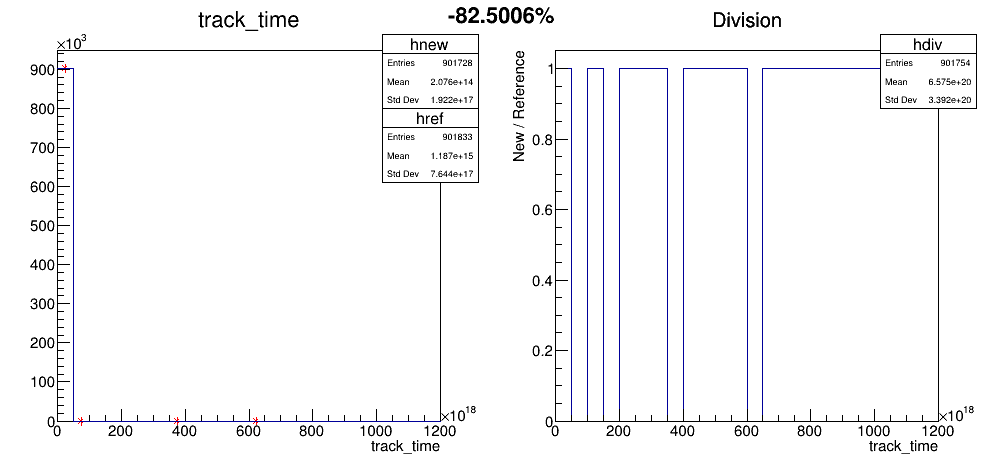 -82.5006%
track_time
×10³
hnew
Entries 901728
Mean 2.076e+14
Std Dev 1.922e+17
href
Entries 901833
Mean 1.187e+15
Std Dev 7.644e+17
900
800
700
600
500
400
300
200
100
0
0 200 400 600 800 1000 1200
×10¹⁸
track_time
Division
New / Reference
hdiv
Entries 901754
Mean 6.575e+20
Std Dev 3.392e+20
1
0.8
0.6
0.4
0.2
0
0 200 400 600 800 1000 1200
×10¹⁸
track_time